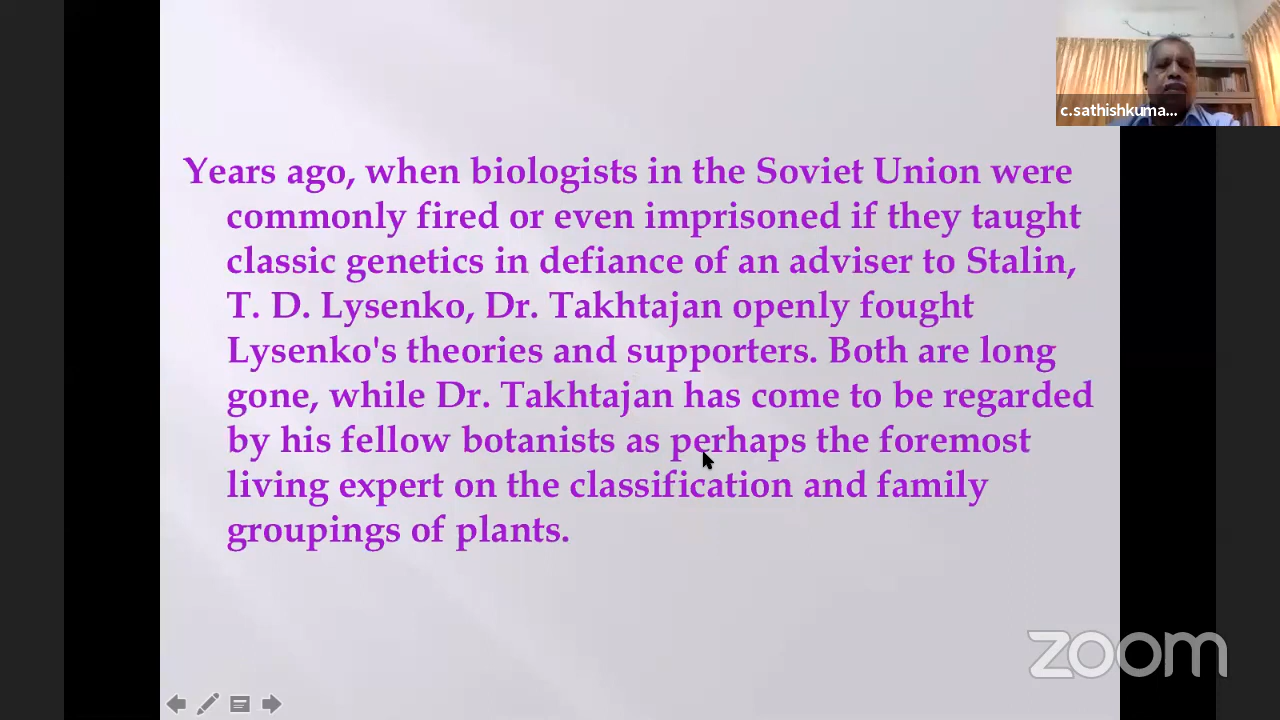 c.sathishkuma...
Years ago, when biologists in the Soviet Union were
commonly fired or even imprisoned if they taught
classic genetics in defiance of an adviser to Stalin,
T. D. Lysenko, Dr. Takhtajan openly fought
Lysenko's theories and supporters. Both are long
gone, while Dr. Takhtajan has come to be regarded
by his fellow botanists as perhaps the foremost
living expert on the classification and family
groupings of plants.
zoom